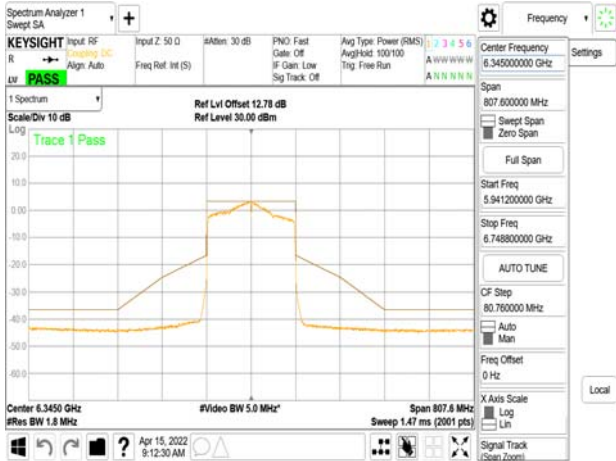 Spectrum Analyzer 1
Swept SA
+
Frequency
KEYSIGHT
Input: RF
Coupling: DC
Align: Auto
Input Z: 50 Ω
Freq Ref: Int (S)
#Atten: 30 dB
PNO: Fast
Gate: Off
IF Gain: Low
Sig Track: Off
Avg Type: Power (RMS)
Avg|Hold: 100/100
Trig: Free Run
1 2 3 4 5 6
A W W W W W
A N N N N N
R
LV PASS
1 Spectrum
Scale/Div 10 dB
Ref Lvl Offset 12.78 dB
Ref Level 30.00 dBm
Log
Trace 1 Pass
20.0
10.0
0.00
-10.0
-20.0
-30.0
-40.0
-50.0
-60.0
Center 6.3450 GHz
#Res BW 1.8 MHz
#Video BW 5.0 MHz*
Span 807.6 MHz
Sweep 1.47 ms (2001 pts)
?
Apr 15, 2022
9:12:30 AM
Center Frequency
6.345000000 GHz
Settings
Span
807.600000 MHz
Swept Span
Zero Span
Full Span
Start Freq
5.941200000 GHz
Stop Freq
6.748800000 GHz
AUTO TUNE
CF Step
80.760000 MHz
Auto
Man
Freq Offset
0 Hz
X Axis Scale
Log
Lin
Local
Signal Track
(Span Zoom)